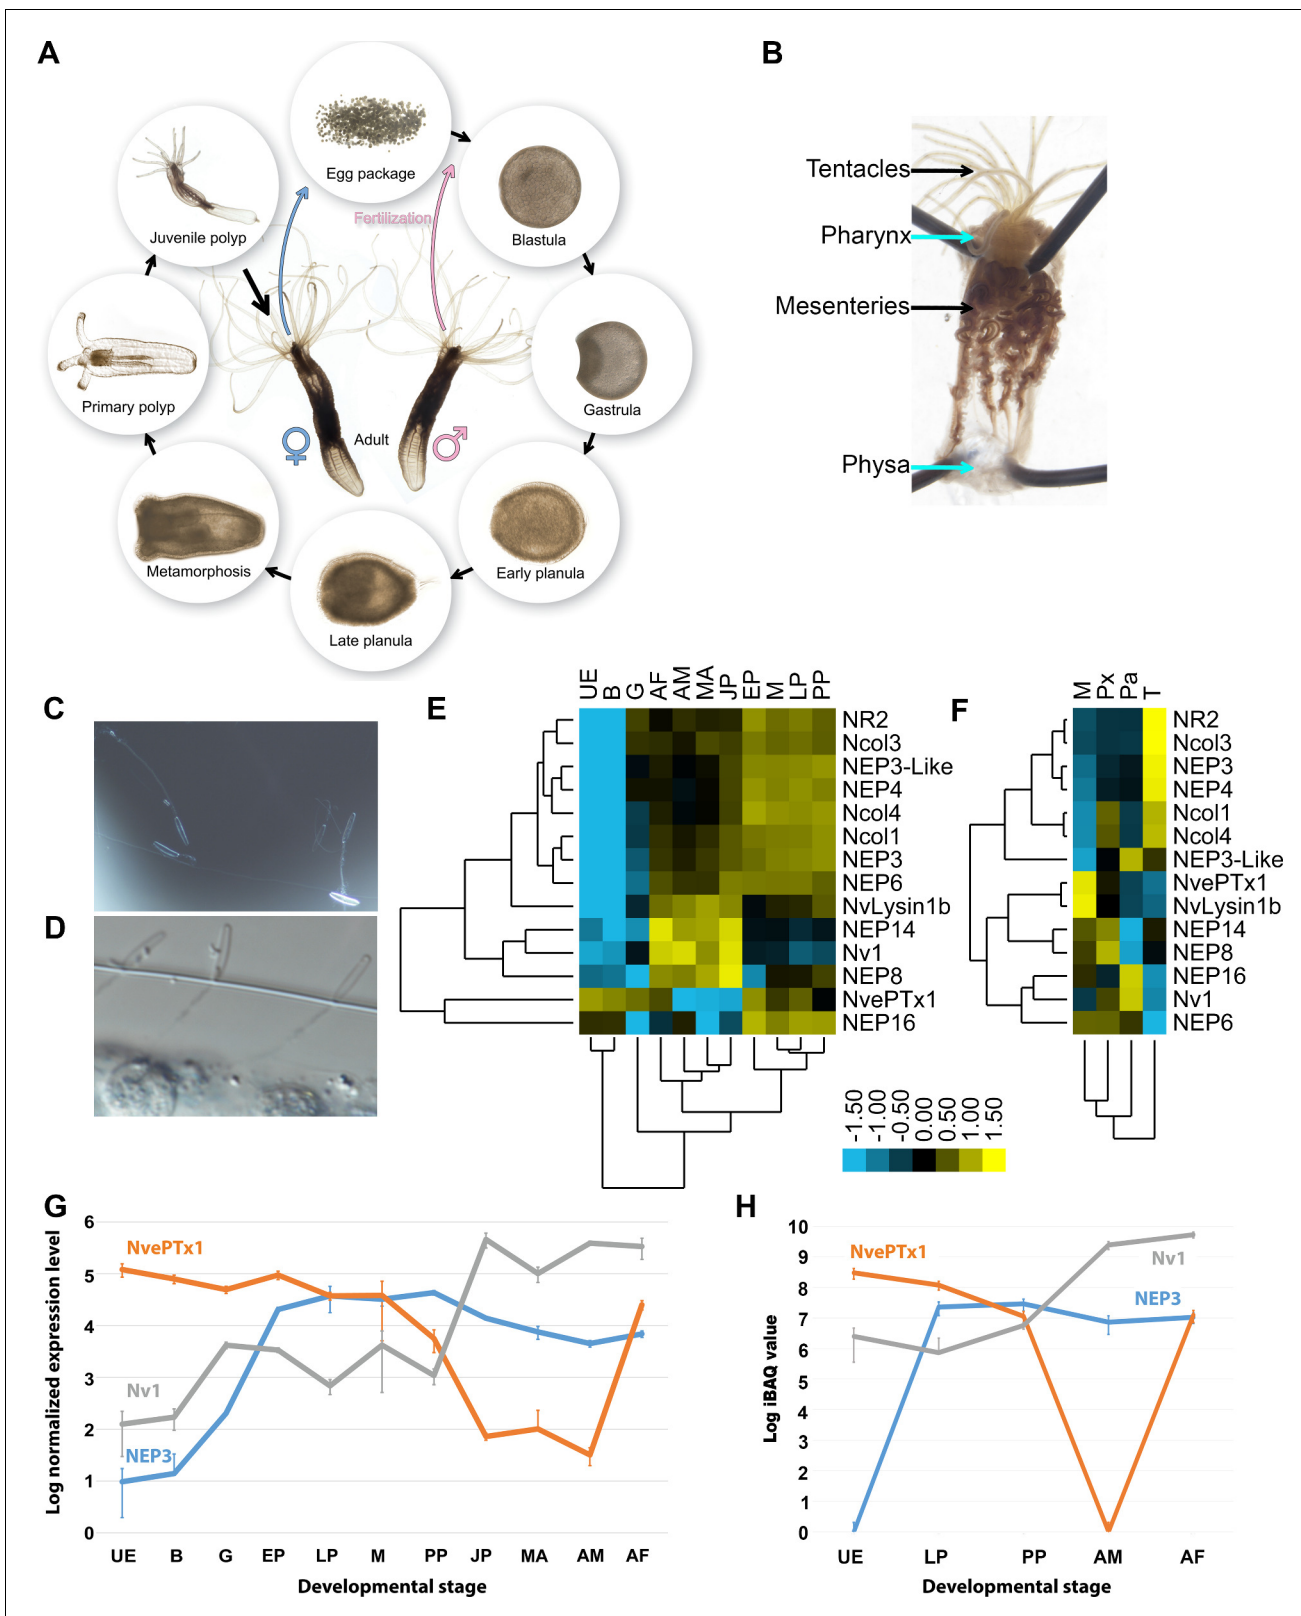 A
Egg package
Fertilization
Blastula
Gastrula
Early planula
Late planula
Metamorphosis
Primary polyp
Juvenile polyp
Adult
B
Tentacles
Pharynx
Mesenteries
Physa
C
D
E
UE B G AF AM MA JP EP M LP PP
NR2
Ncol3
NEP3-Like
NEP4
Ncol4
Ncol1
NEP3
NEP6
NvLysin1b
NEP14
Nv1
NEP8
NvePTx1
NEP16
F
M Px Pa T
NR2
Ncol3
NEP3
NEP4
Ncol1
Ncol4
NEP3-Like
NvePTx1
NvLysin1b
NEP14
NEP8
NEP16
Nv1
NEP6
-1.50 -1.00 -0.50 0.00 0.50 1.00 1.50
G
Log normalized expression level
6
5
4
3
2
1
0
NvePTx1
Nv1
NEP3
UE B G EP LP M PP JP MA AM AF
Developmental stage
H
Log iBAQ value
10
9
8
7
6
5
4
3
2
1
0
NvePTx1
Nv1
NEP3
UE LP PP AM AF
Developmental stage